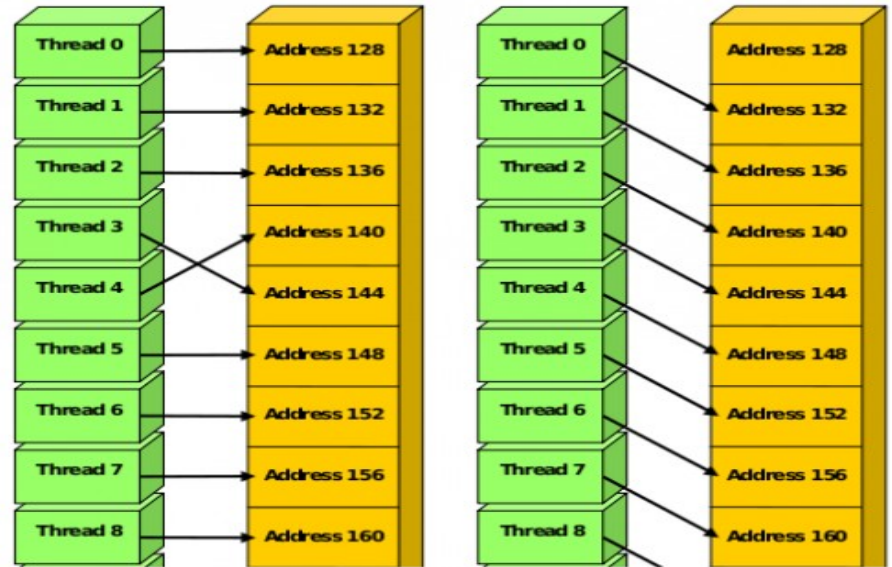 Thread 0
Address 128
Thread 1
Address 132
Thread 2
Address 136
Thread 3
Address 140
Thread 4
Address 144
Thread 5
Address 148
Thread 6
Address 152
Thread 7
Address 156
Thread 8
Address 160
Thread 0
Address 128
Thread 1
Address 132
Thread 2
Address 136
Thread 3
Address 140
Thread 4
Address 144
Thread 5
Address 148
Thread 6
Address 152
Thread 7
Address 156
Thread 8
Address 160